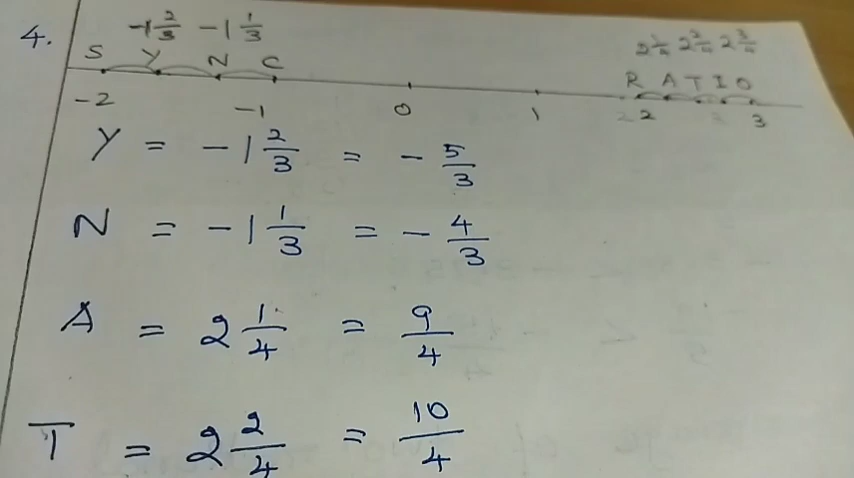 4. -1 2/3 -1 1/3 2 1/4 2 2/4 2 3/4
S Y N C R A T I O
-2 -1 0 1 2 3
Y = -1 2/3 = - 5/3
N = -1 1/3 = - 4/3
A = 2 1/4 = 9/4
T = 2 2/4 = 10/4